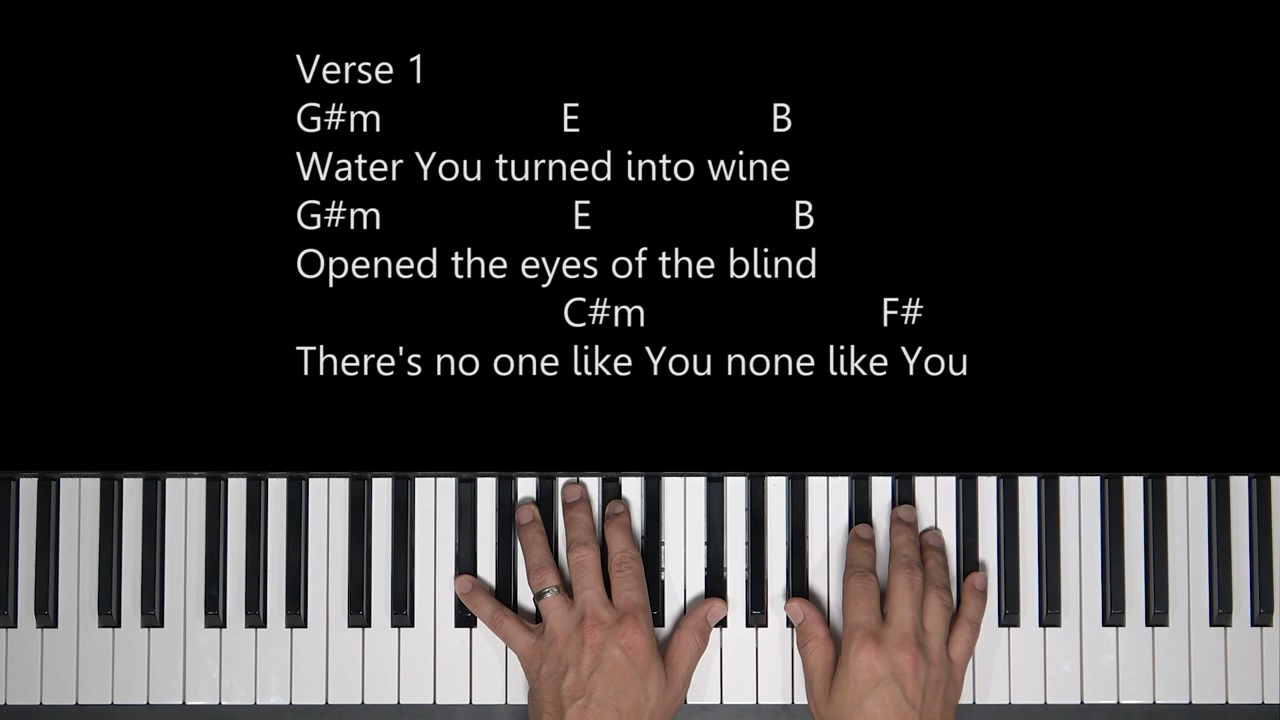 Verse 1
G#m E B
Water You turned into wine
G#m E B
Opened the eyes of the blind
C#m F#
There's no one like You none like You